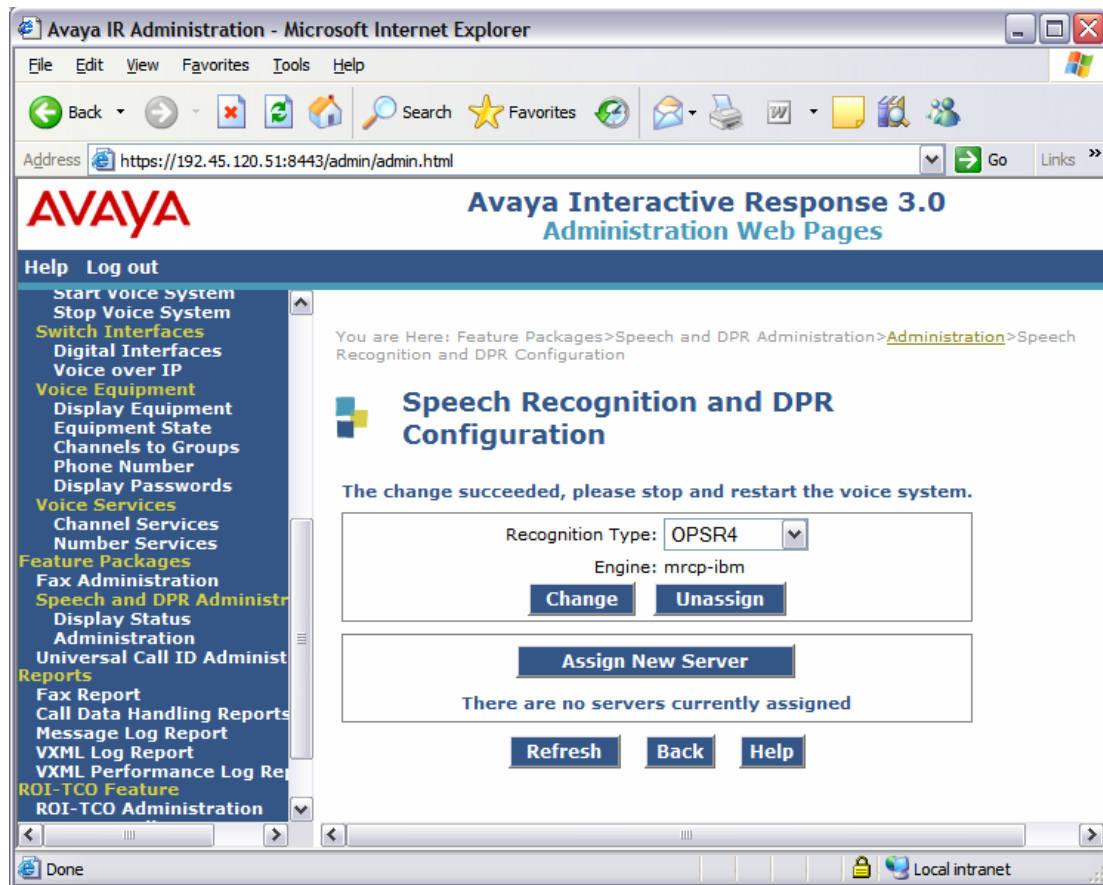 Avaya IR Administration - Microsoft Internet Explorer
File Edit View Favorites Tools Help
Back Search Favorites
Address https://192.45.120.51:8443/admin/admin.html Go Links »
AVAYA
Avaya Interactive Response 3.0
Administration Web Pages
Help Log out
Start Voice System
Stop Voice System
Switch Interfaces
Digital Interfaces
Voice over IP
Voice Equipment
Display Equipment
Equipment State
Channels to Groups
Phone Number
Display Passwords
Voice Services
Channel Services
Number Services
Feature Packages
Fax Administration
Speech and DPR Administr
Display Status
Administration
Universal Call ID Administ
Reports
Fax Report
Call Data Handling Reports
Message Log Report
VXML Log Report
VXML Performance Log Rep
ROI-TCO Feature
ROI-TCO Administration
You are Here: Feature Packages>Speech and DPR Administration>Administration>Speech
Recognition and DPR Configuration
Speech Recognition and DPR
Configuration
The change succeeded, please stop and restart the voice system.
Recognition Type: OPSR4
Engine: mrcp-ibm
Change Unassign
Assign New Server
There are no servers currently assigned
Refresh Back Help
Done Local intranet